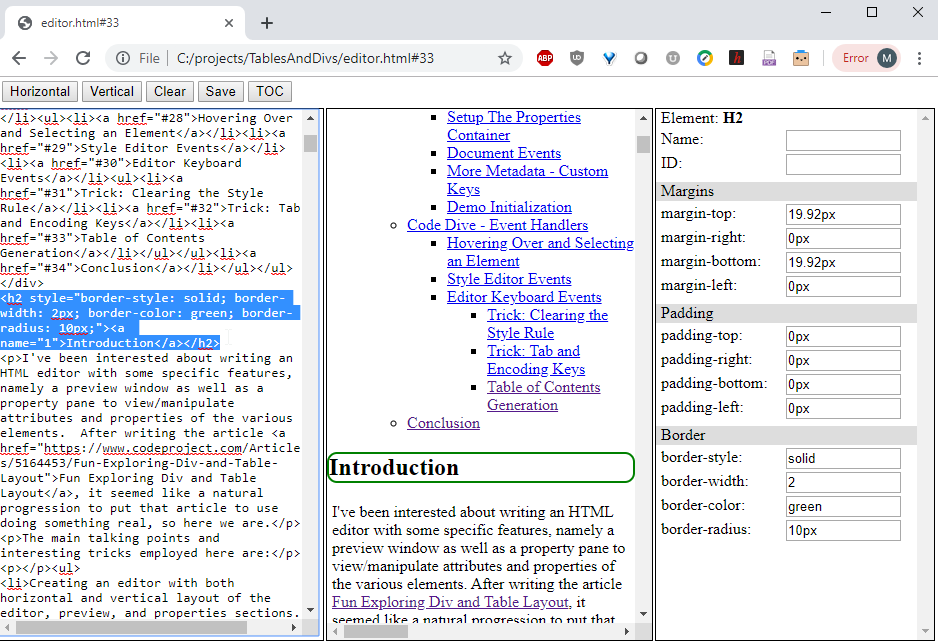 editor.html#33
File
C:/projects/TablesAndDivs/editor.html#33
ABP
PDF
Error
M
Horizontal
Vertical
Clear
Save
TOC
</li><ul><li><a href="#28">Hovering Over
and Selecting an Element</a></li><li><a
href="#29">Style Editor Events</a></li>
<li><a href="#30">Editor Keyboard
Events</a></li><ul><li><a
href="#31">Trick: Clearing the Style
Rule</a></li><li><a href="#32">Trick: Tab
and Encoding Keys</a></li><li><a
href="#33">Table of Contents
Generation</a></li></ul></ul><li><a
href="#34">Conclusion</a></li></ul></ul>
</div>
<h2 style="border-style: solid; border-
width: 2px; border-color: green; border-
radius: 10px;"><a
name="1">Introduction</a></h2>
<p>I've been interested about writing an
HTML editor with some specific features,
namely a preview window as well as a
property pane to view/manipulate
attributes and properties of the various
elements.  After writing the article <a
href="https://www.codeproject.com/Article
s/5164453/Fun-Exploring-Div-and-Table-
Layout">Fun Exploring Div and Table
Layout</a>, it seemed like a natural
progression to put that article to use
doing something real, so here we are.</p>
<p>The main talking points and
interesting tricks employed here are:</p>
<p></p><ul>
<li>Creating an editor with both
horizontal and vertical layout of the
editor, preview, and properties sections.
Setup The Properties
Container
Document Events
More Metadata - Custom
Keys
Demo Initialization
Code Dive - Event Handlers
Hovering Over and Selecting
an Element
Style Editor Events
Editor Keyboard Events
Trick: Clearing the
Style Rule
Trick: Tab and
Encoding Keys
Table of Contents
Generation
Conclusion
Introduction
I've been interested about writing an HTML
editor with some specific features, namely a
preview window as well as a property pane to
view/manipulate attributes and properties of
the various elements. After writing the article
Fun Exploring Div and Table Layout, it
seemed like a natural progression to put that
Element: H2
Name:
ID:
Margins
margin-top: 19.92px
margin-right: 0px
margin-bottom: 19.92px
margin-left: 0px
Padding
padding-top: 0px
padding-right: 0px
padding-bottom: 0px
padding-left: 0px
Border
border-style: solid
border-width: 2
border-color: green
border-radius: 10px